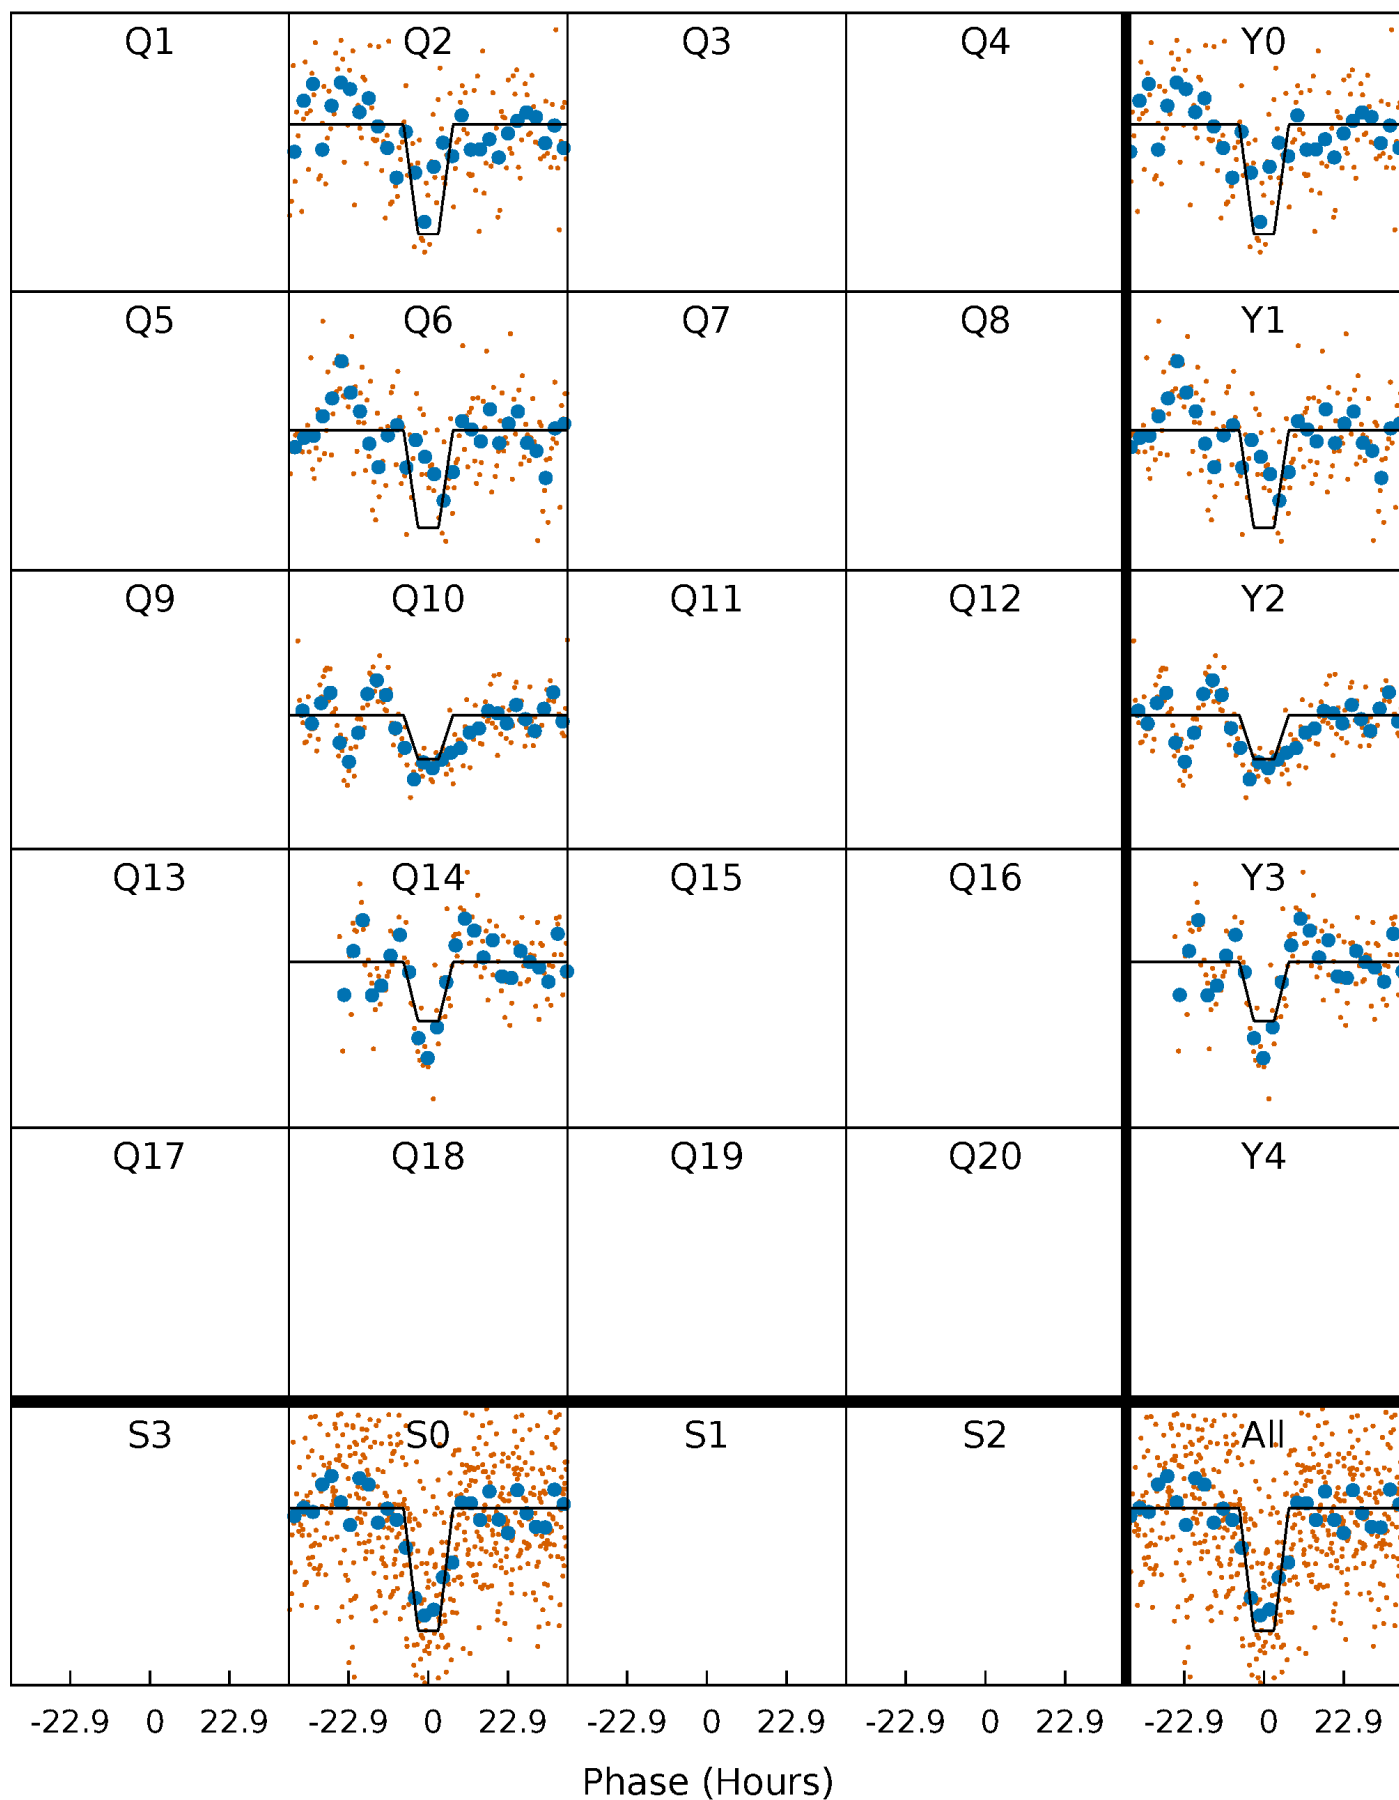 Q1 Q2 Q3 Q4 Y0
Q5 Q6 Q7 Q8 Y1
Q9 Q10 Q11 Q12 Y2
Q13 Q14 Q15 Q16 Y3
Q17 Q18 Q19 Q20 Y4
S3 S0 S1 S2 All
-22.9 0 22.9 -22.9 0 22.9 -22.9 0 22.9 -22.9 0 22.9 -22.9 0 22.9
Phase (Hours)